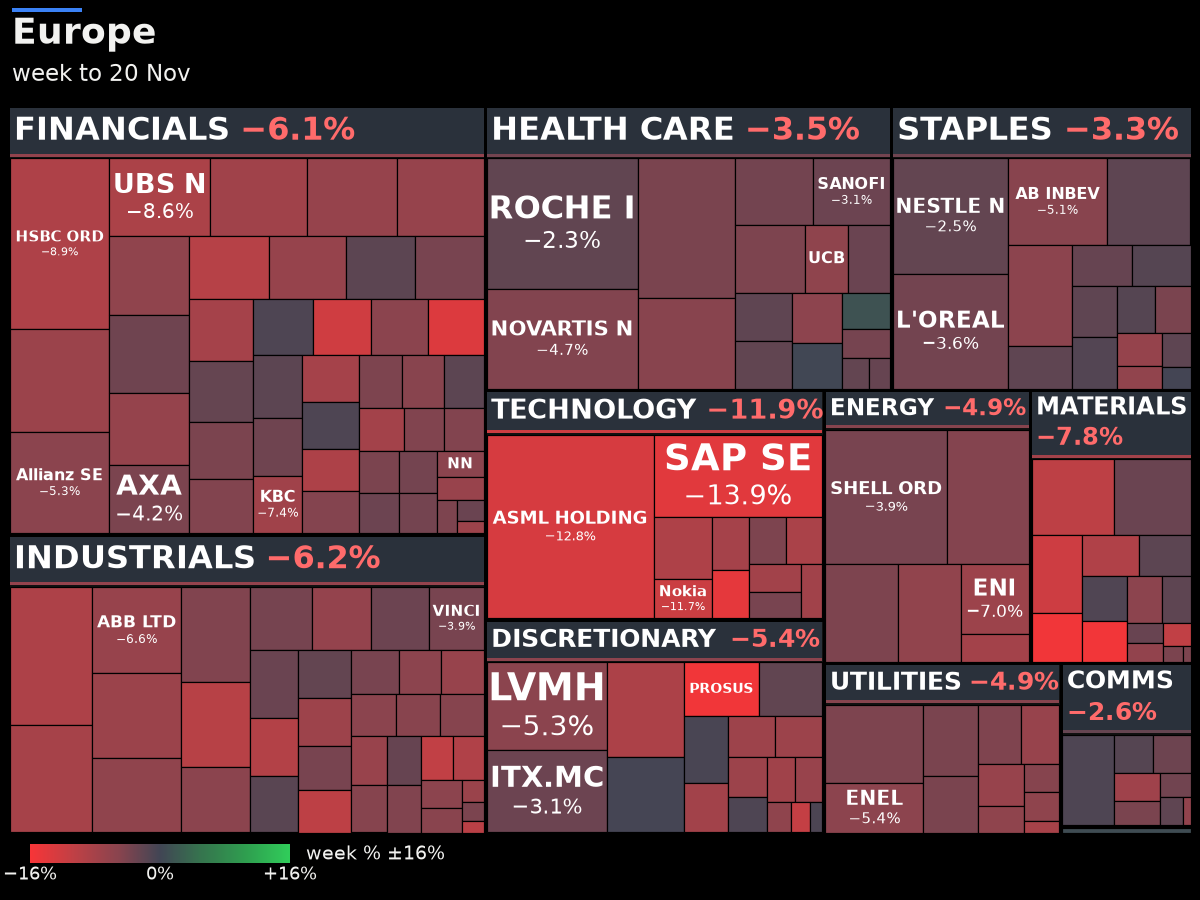 Europe
week to 20 Nov
FINANCIALS −6.1%
HSBC ORD
−8.9%
UBS N
−8.6%
Allianz SE
−5.3%
AXA
−4.2%
KBC
−7.4%
NN
HEALTH CARE −3.5%
ROCHE I
−2.3%
NOVARTIS N
−4.7%
SANOFI
−3.1%
UCB
STAPLES −3.3%
NESTLE N
−2.5%
AB INBEV
−5.1%
L'OREAL
−3.6%
INDUSTRIALS −6.2%
ABB LTD
−6.6%
VINCI
−3.9%
TECHNOLOGY −11.9%
ASML HOLDING
−12.8%
SAP SE
−13.9%
Nokia
−11.7%
ENERGY −4.9%
SHELL ORD
−3.9%
ENI
−7.0%
MATERIALS
−7.8%
DISCRETIONARY −5.4%
LVMH
−5.3%
ITX.MC
−3.1%
PROSUS
UTILITIES −4.9%
ENEL
−5.4%
COMMS
−2.6%
week % ±16%
−16%
0%
+16%